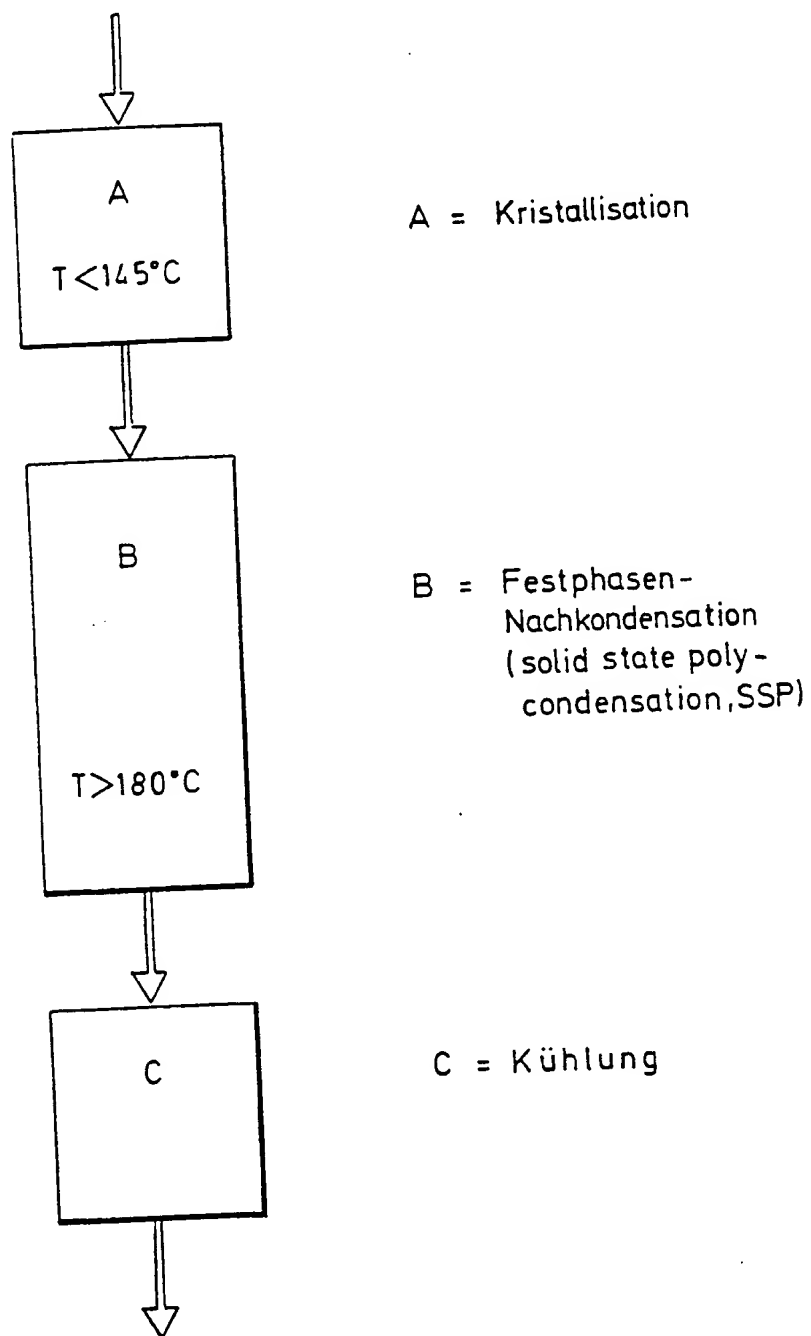 A
T<145°C
A = Kristallisation
B
T>180°C
B = Festphasen-
Nachkondensation
(solid state poly-
condensation, SSP)
C
C = Kühlung